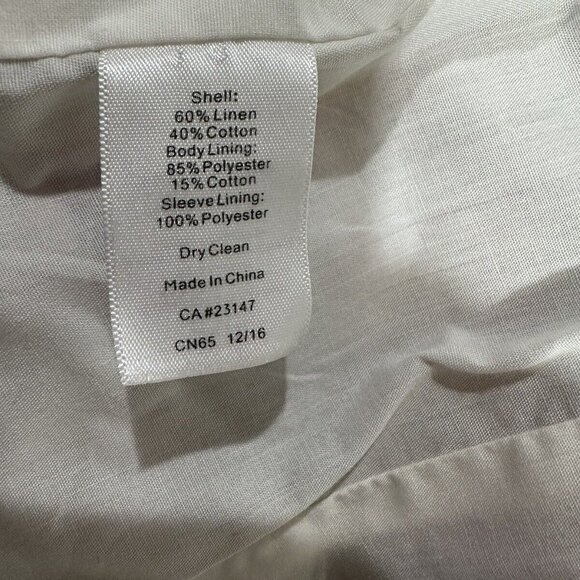 Shell:
60% Linen
40% Cotton
Body Lining:
85% Polyester
15% Cotton
Sleeve Lining:
100% Polyester
Dry Clean
Made In China
CA#23147
CN65 12/16